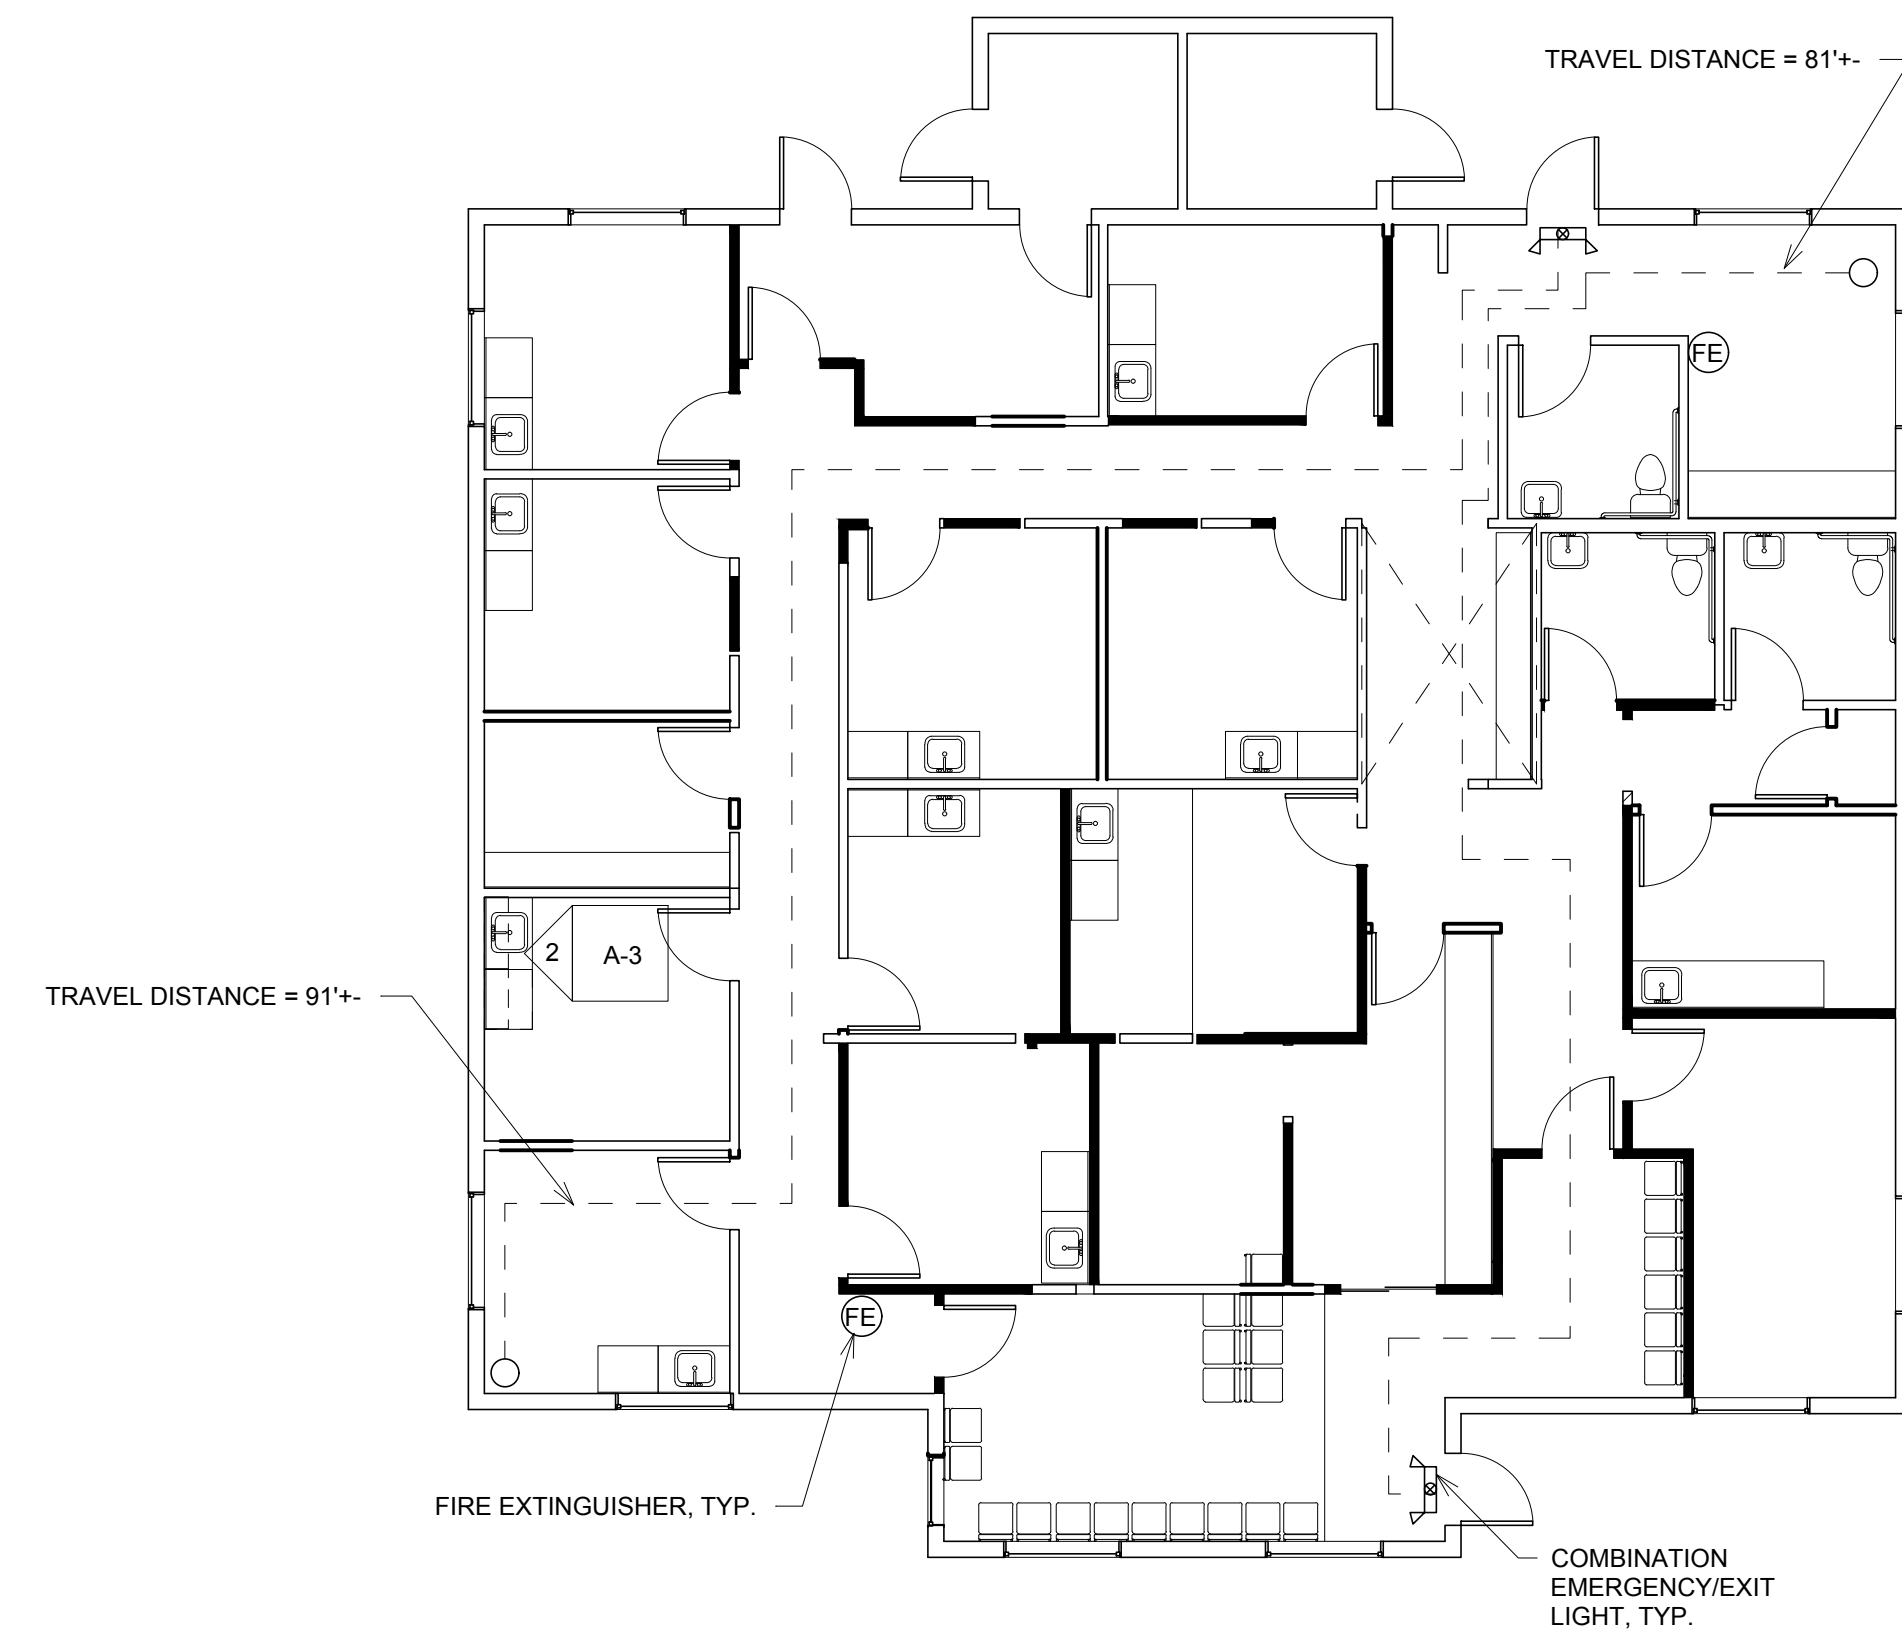 TRAVEL DISTANCE = 81'+-
FE
2
A-3
TRAVEL DISTANCE = 91'+-
FE
FIRE EXTINGUISHER, TYP.
COMBINATION
EMERGENCY/EXIT
LIGHT, TYP.